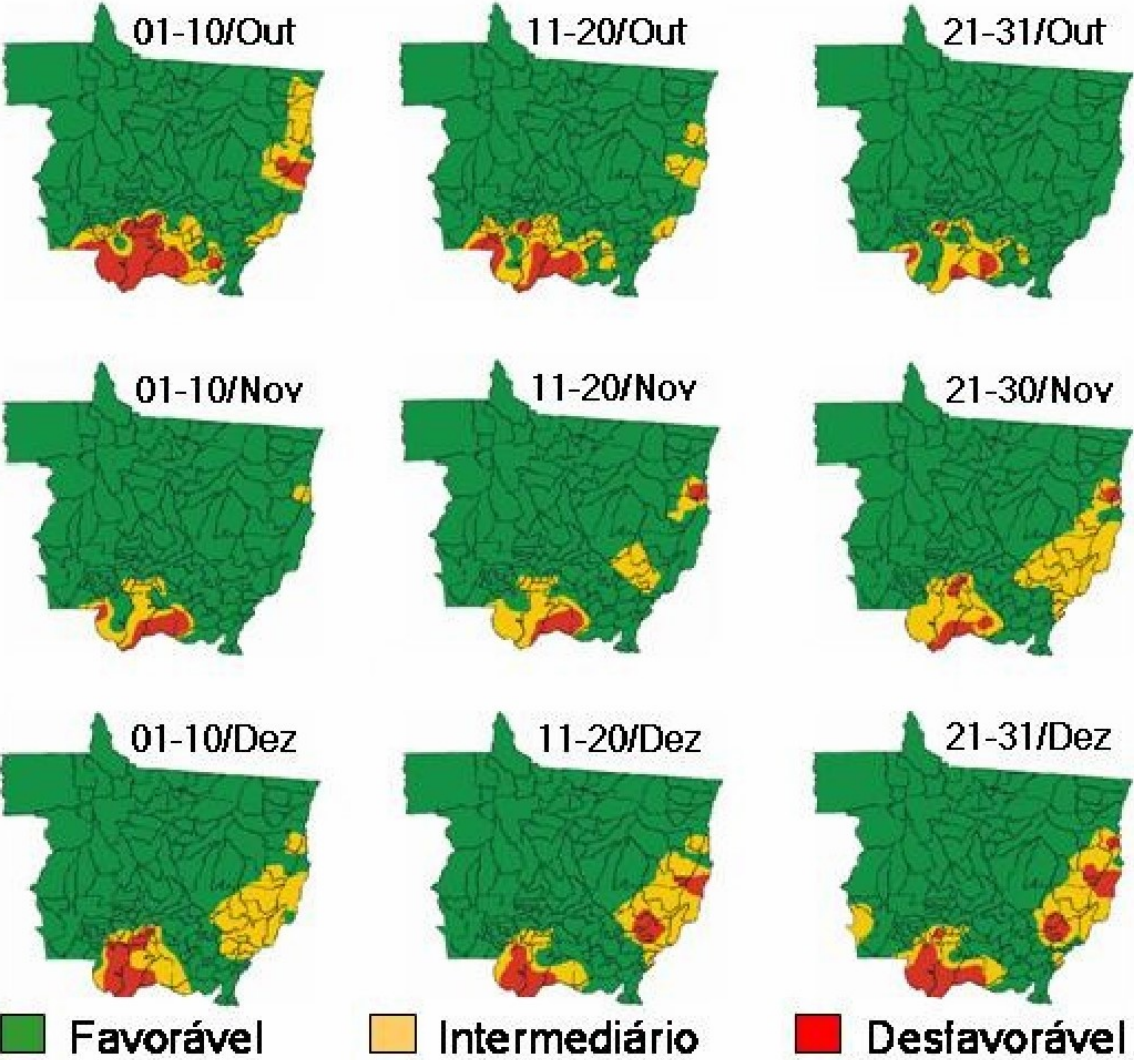 01-10/Out 11-20/Out 21-31/Out
01-10/Nov 11-20/Nov 21-30/Nov
01-10/Dez 11-20/Dez 21-31/Dez
Favorável Intermediário Desfavorável